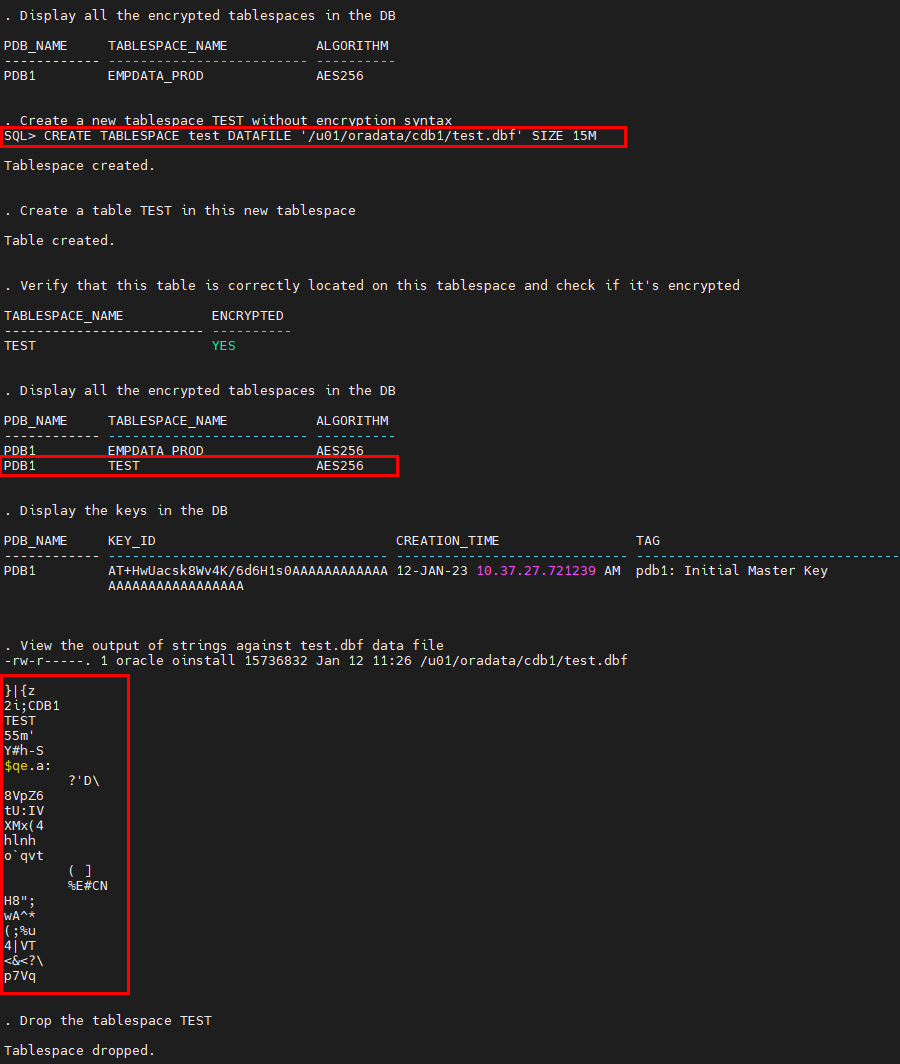 . Display all the encrypted tablespaces in the DB
PDB_NAME     TABLESPACE_NAME           ALGORITHM
------------ ------------------------- ----------
PDB1         EMPDATA_PROD              AES256
. Create a new tablespace TEST without encryption syntax
SQL> CREATE TABLESPACE test DATAFILE '/u01/oradata/cdb1/test.dbf' SIZE 15M
Tablespace created.
. Create a table TEST in this new tablespace
Table created.
. Verify that this table is correctly located on this tablespace and check if it's encrypted
TABLESPACE_NAME           ENCRYPTED
------------------------- ----------
TEST                      YES
. Display all the encrypted tablespaces in the DB
PDB_NAME     TABLESPACE_NAME           ALGORITHM
------------ ------------------------- ----------
PDB1         EMPDATA_PROD              AES256
PDB1         TEST                      AES256
. Display the keys in the DB
PDB_NAME     KEY_ID                              CREATION_TIME                 TAG
------------ ----------------------------------- ----------------------------- ---------------------------------
PDB1         AT+HwUacsk8Wv4K/6d6H1s0AAAAAAAAAAAA 12-JAN-23 10.37.27.721239 AM  pdb1: Initial Master Key
             AAAAAAAAAAAAAAAAA
. View the output of strings against test.dbf data file
-rw-r-----. 1 oracle oinstall 15736832 Jan 12 11:26 /u01/oradata/cdb1/test.dbf
}|{z
2i;CDB1
TEST
55m'
Y#h-S
$qe.a:
        ?'D\
8VpZ6
tU:IV
XMx(4
hlnh
o`qvt
        ( ]
        %E#CN
H8";
wA^*
(;%u
4|VT
<&<?\
p7Vq
. Drop the tablespace TEST
Tablespace dropped.